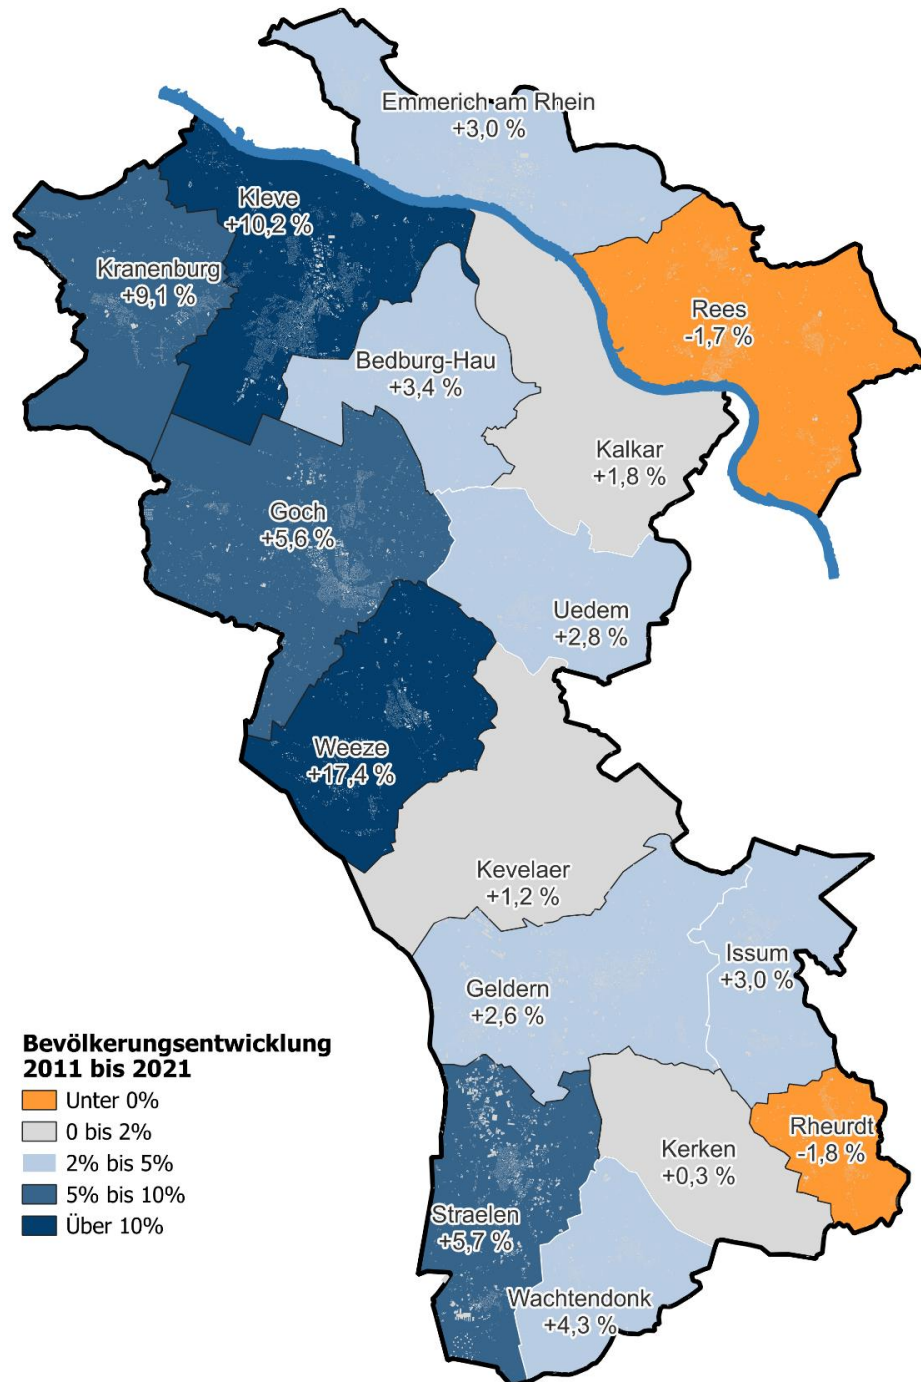 Emmerich am Rhein
+3,0 %
Kleve
+10,2 %
Kranenburg
+9,1 %
Rees
-1,7 %
Bedburg-Hau
+3,4 %
Kalkar
+1,8 %
Goch
+5,6 %
Uedem
+2,8 %
Weeze
+17,4 %
Kevelaer
+1,2 %
Issum
+3,0 %
Geldern
+2,6 %
Bevölkerungsentwicklung
2011 bis 2021
Unter 0%
0 bis 2%
2% bis 5%
5% bis 10%
Über 10%
Rheurdt
-1,8 %
Kerken
+0,3 %
Straelen
+5,7 %
Wachtendonk
+4,3 %